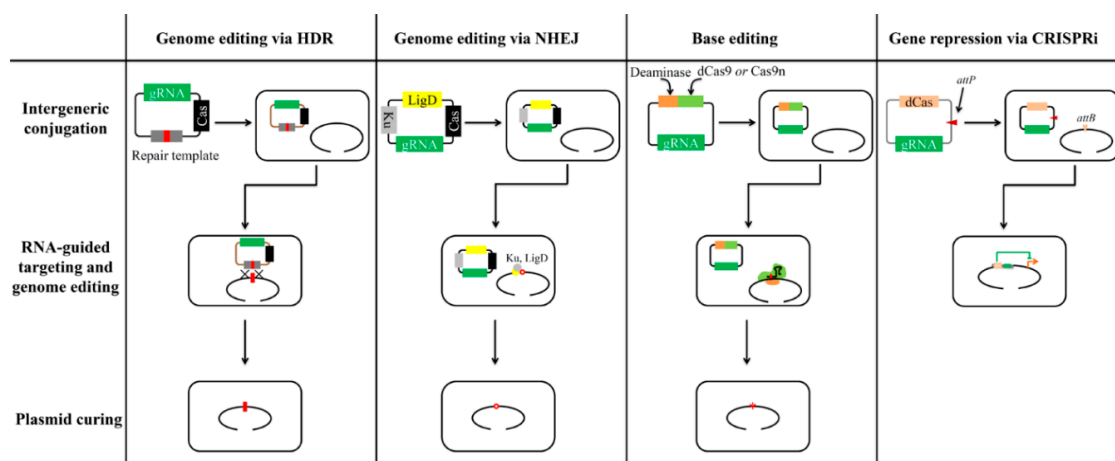 Genome editing via HDR
Genome editing via NHEJ
Base editing
Gene repression via CRISPRi
Intergeneric
conjugation
gRNA
Cas
Repair template
LigD
Ku
Cas
gRNA
Deaminase dCas9 or Cas9n
gRNA
attP
dCas
gRNA
attB
RNA-guided
targeting and
genome editing
Ku, LigD
Plasmid curing